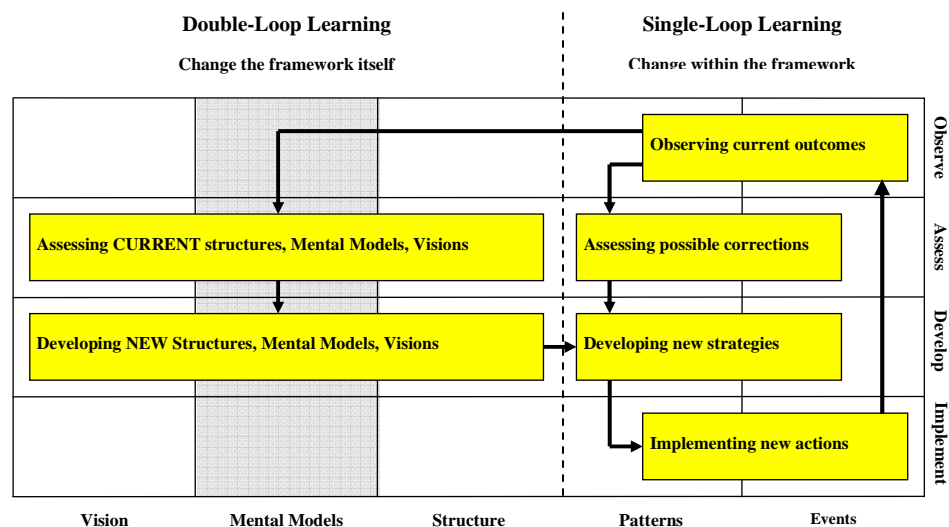 Double-Loop Learning
Single-Loop Learning
Change the framework itself
Change within the framework
Observing current outcomes
Observe
Assessing CURRENT structures, Mental Models, Visions
Assessing possible corrections
Assess
Developing NEW Structures, Mental Models, Visions
Developing new strategies
Develop
Implementing new actions
Implement
Vision
Mental Models
Structure
Patterns
Events